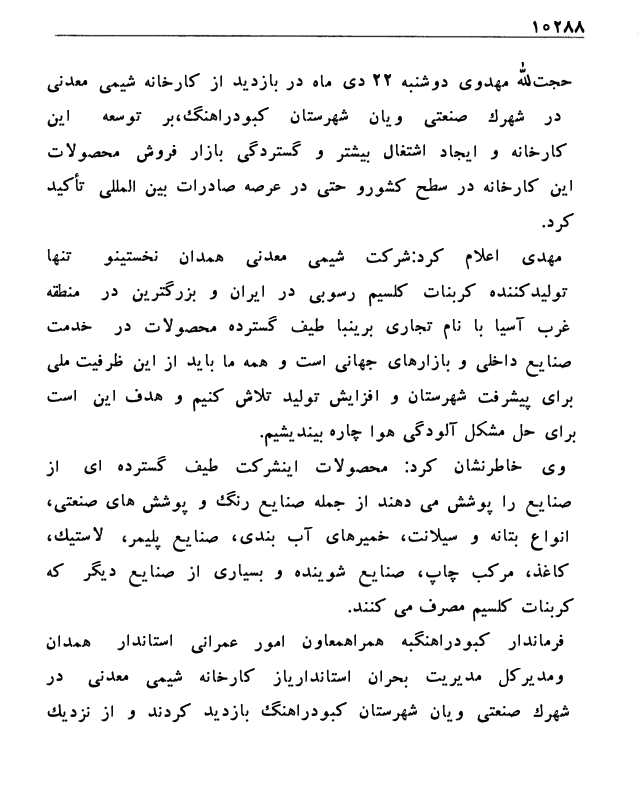 ۱۰۲۸۸
حجت‌الله مهدوی دوشنبه ۲۲ دی ماه در بازدید از کارخانه شیمی معدنی
در شهرك صنعتی ویان شهرستان کبودراهنگ،بر توسعه این
کارخانه و ایجاد اشتغال بیشتر و گستردگی بازار فروش محصولات
این کارخانه در سطح کشورو حتی در عرصه صادرات بین المللی تأکید
کرد.
مهدی اعلام کرد:شرکت شیمی معدنی همدان نخستینو تنها
تولیدکننده کربنات کلسیم رسوبی در ایران و بزرگترین در منطقه
غرب آسیا با نام تجاری برینبا طیف گسترده محصولات در خدمت
صنایع داخلی و بازارهای جهانی است و همه ما باید از این ظرفیت ملی
برای پیشرفت شهرستان و افزایش تولید تلاش کنیم و هدف این است
برای حل مشکل آلودگی هوا چاره بیندیشیم.
وی خاطرنشان کرد: محصولات اینشرکت طیف گسترده ای از
صنایع را پوشش می دهند از جمله صنایع رنگ و پوشش های صنعتی،
انواع بتانه و سیلانت، خمیرهای آب بندی، صنایع پلیمر، لاستیك،
کاغذ، مرکب چاپ، صنایع شوینده و بسیاری از صنایع دیگر که
کربنات کلسیم مصرف می کنند.
فرماندار کبودراهنگبه همراهمعاون امور عمرانی استاندار همدان
ومدیرکل مدیریت بحران استاندارياز کارخانه شیمی معدنی در
شهرك صنعتی ویان شهرستان کبودراهنگ بازدید کردند و از نزدیك